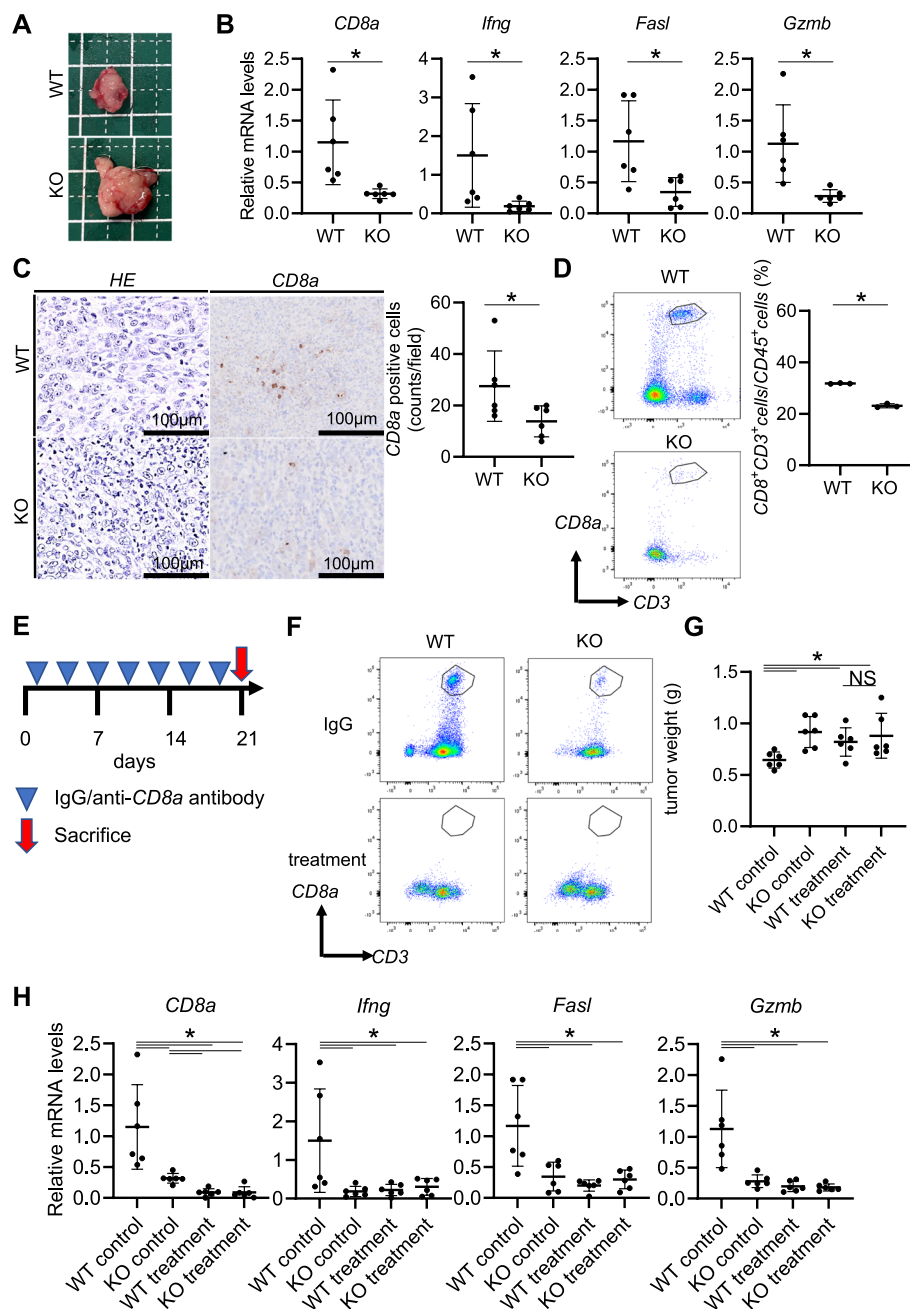 A
WT
KO
B
CD8a
Ifng
Fasl
Gzmb
Relative mRNA levels
2.5
2.0
1.5
1.0
0.5
0.0
*
WT
KO
4
3
2
1
0
*
WT
KO
2.5
2.0
1.5
1.0
0.5
0.0
*
WT
KO
2.5
2.0
1.5
1.0
0.5
0.0
*
WT
KO
C
HE
CD8a
WT
100μm
100μm
KO
100μm
100μm
CD8a positive cells
(counts/field)
60
40
20
0
*
WT
KO
D
WT
KO
CD8a
CD3
CD8+CD3+cells/CD45+cells (%)
60
40
20
0
*
WT
KO
E
0
7
14
21
days
IgG/anti-CD8a antibody
Sacrifice
F
WT
KO
IgG
treatment
CD8a
CD3
G
tumor weight (g)
1.5
1.0
0.5
0.0
*
NS
WT control
KO control
WT treatment
KO treatment
H
CD8a
Ifng
Fasl
Gzmb
Relative mRNA levels
2.5
2.0
1.5
1.0
0.5
0.0
*
WT control
KO control
WT treatment
KO treatment
4
3
2
1
0
*
WT control
KO control
WT treatment
KO treatment
2.5
2.0
1.5
1.0
0.5
0.0
*
WT control
KO control
WT treatment
KO treatment
2.5
2.0
1.5
1.0
0.5
0.0
*
WT control
KO control
WT treatment
KO treatment